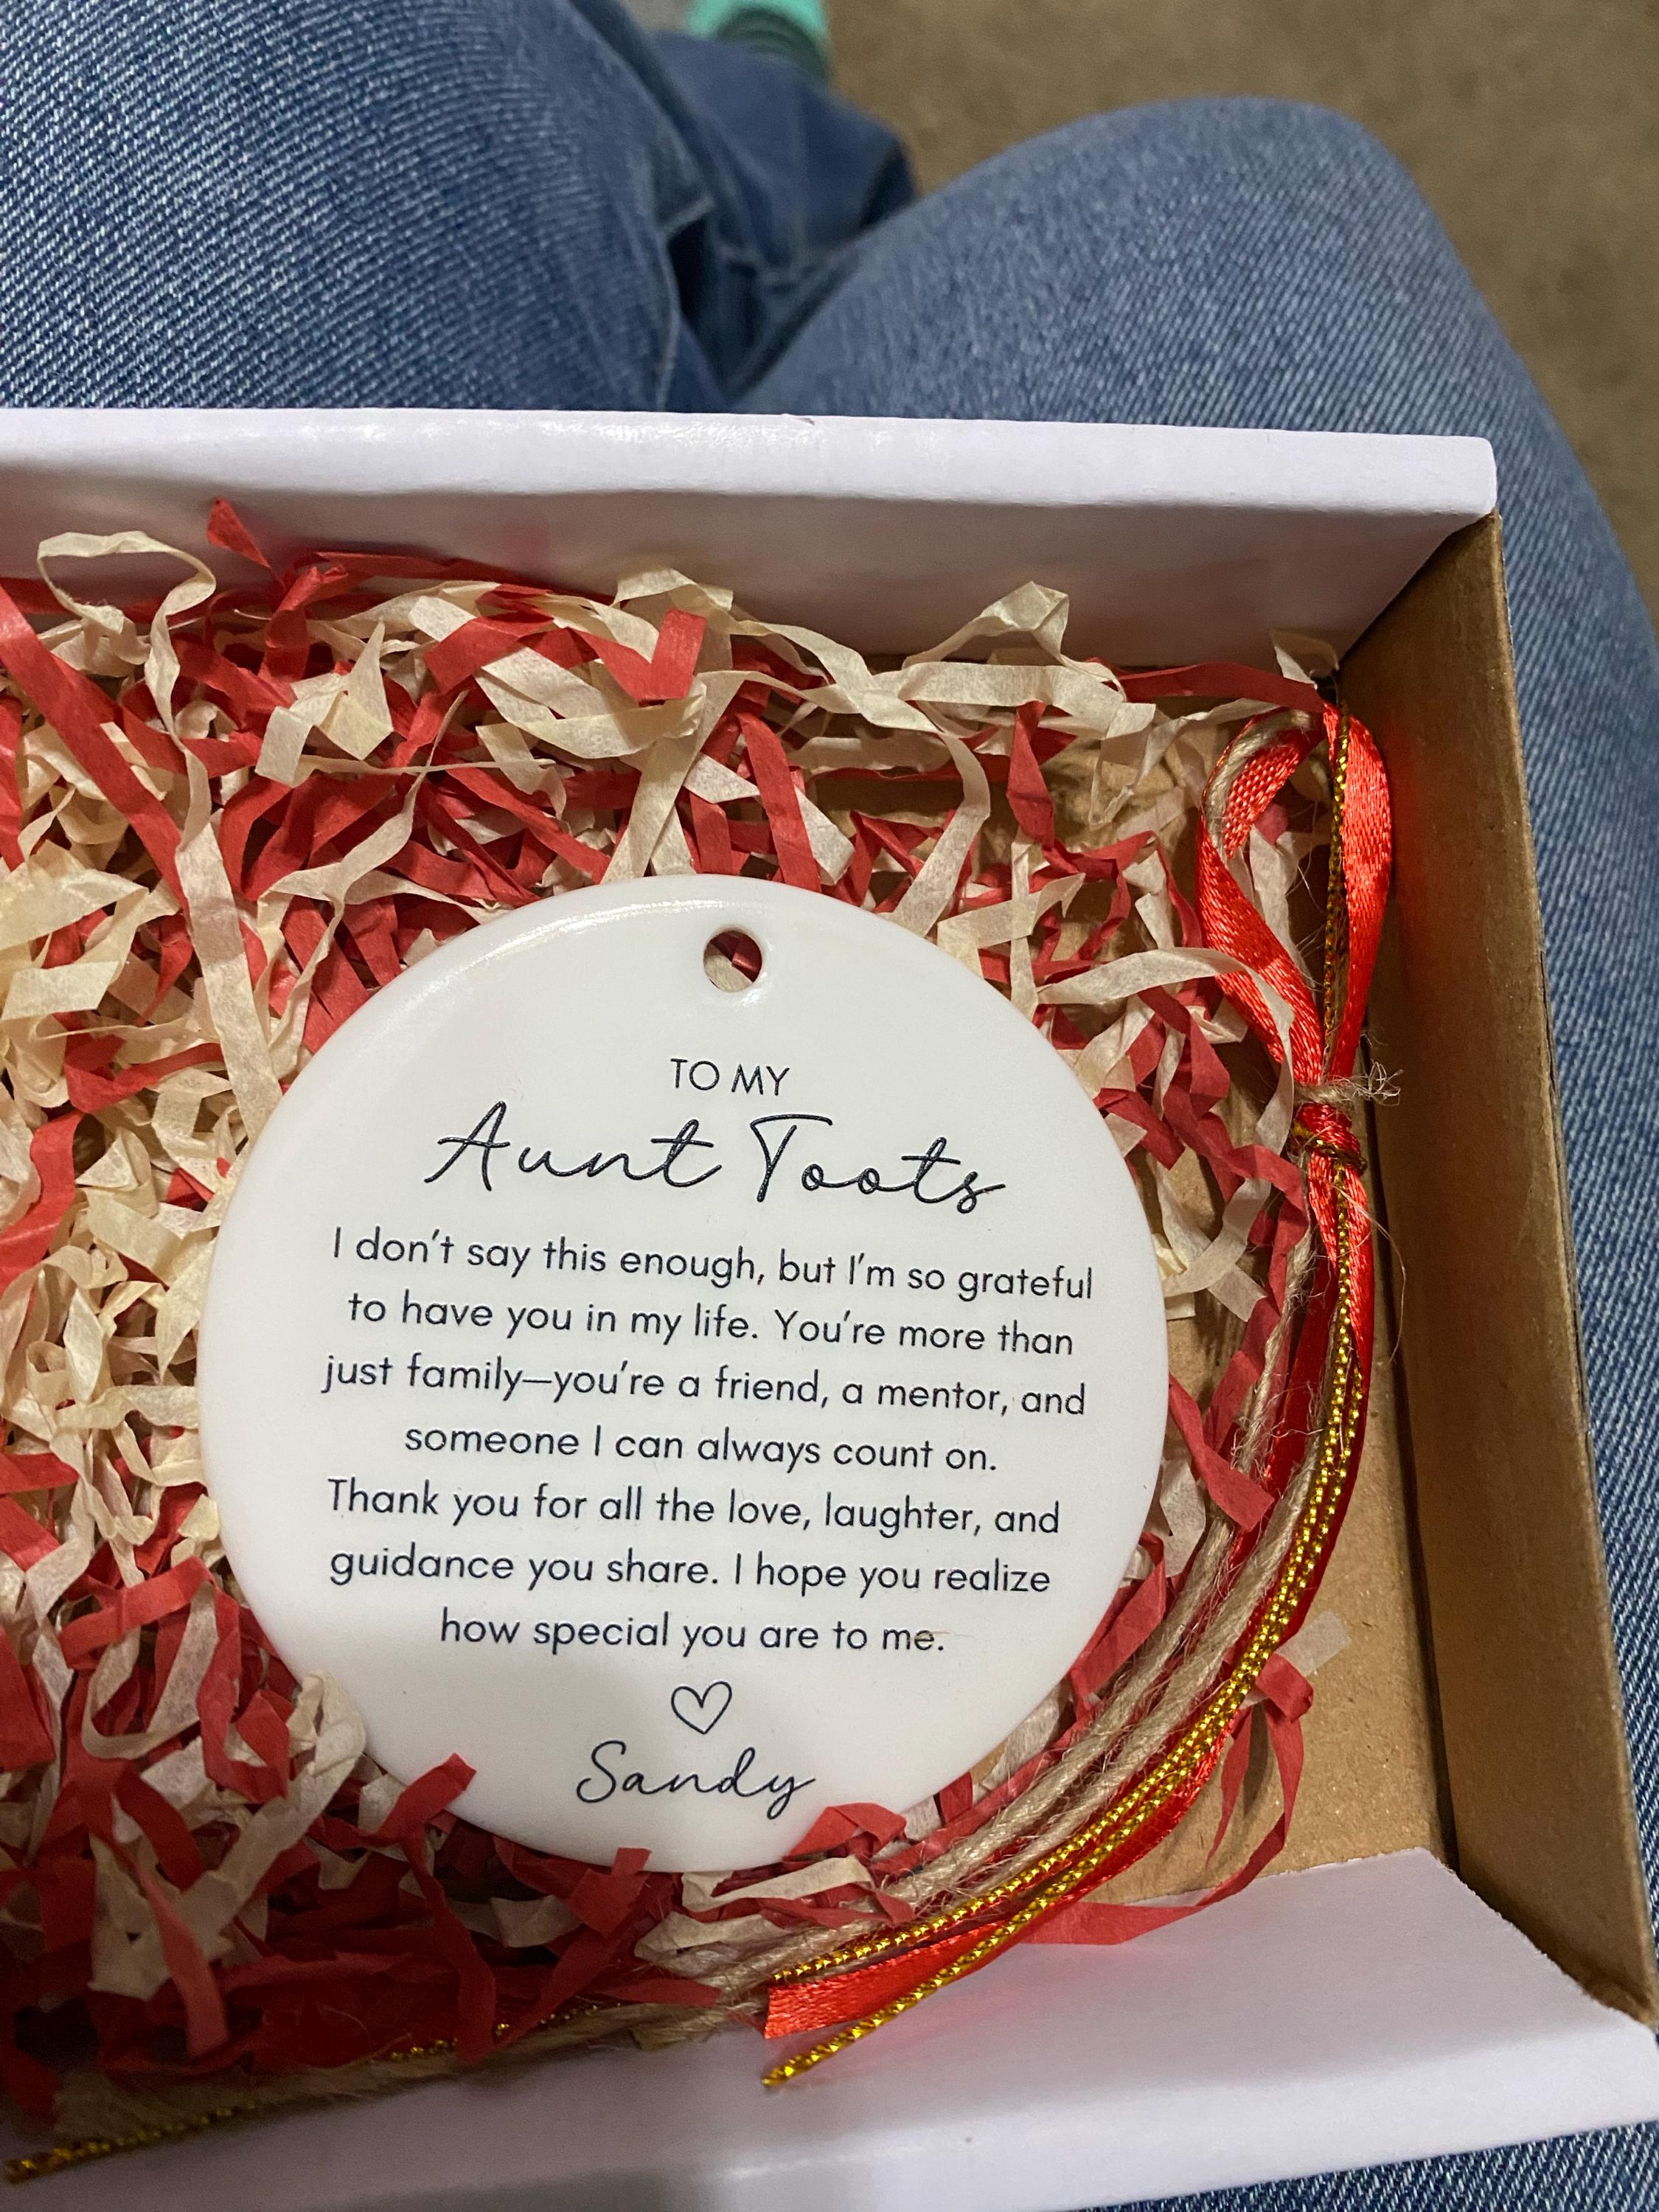 TO MY
Aunt Toots
I don't say this enough, but I'm so grateful
to have you in my life. You're more than
just family—you're a friend, a mentor, and
someone I can always count on.
Thank you for all the love, laughter, and
guidance you share. I hope you realize
how special you are to me.
Sandy